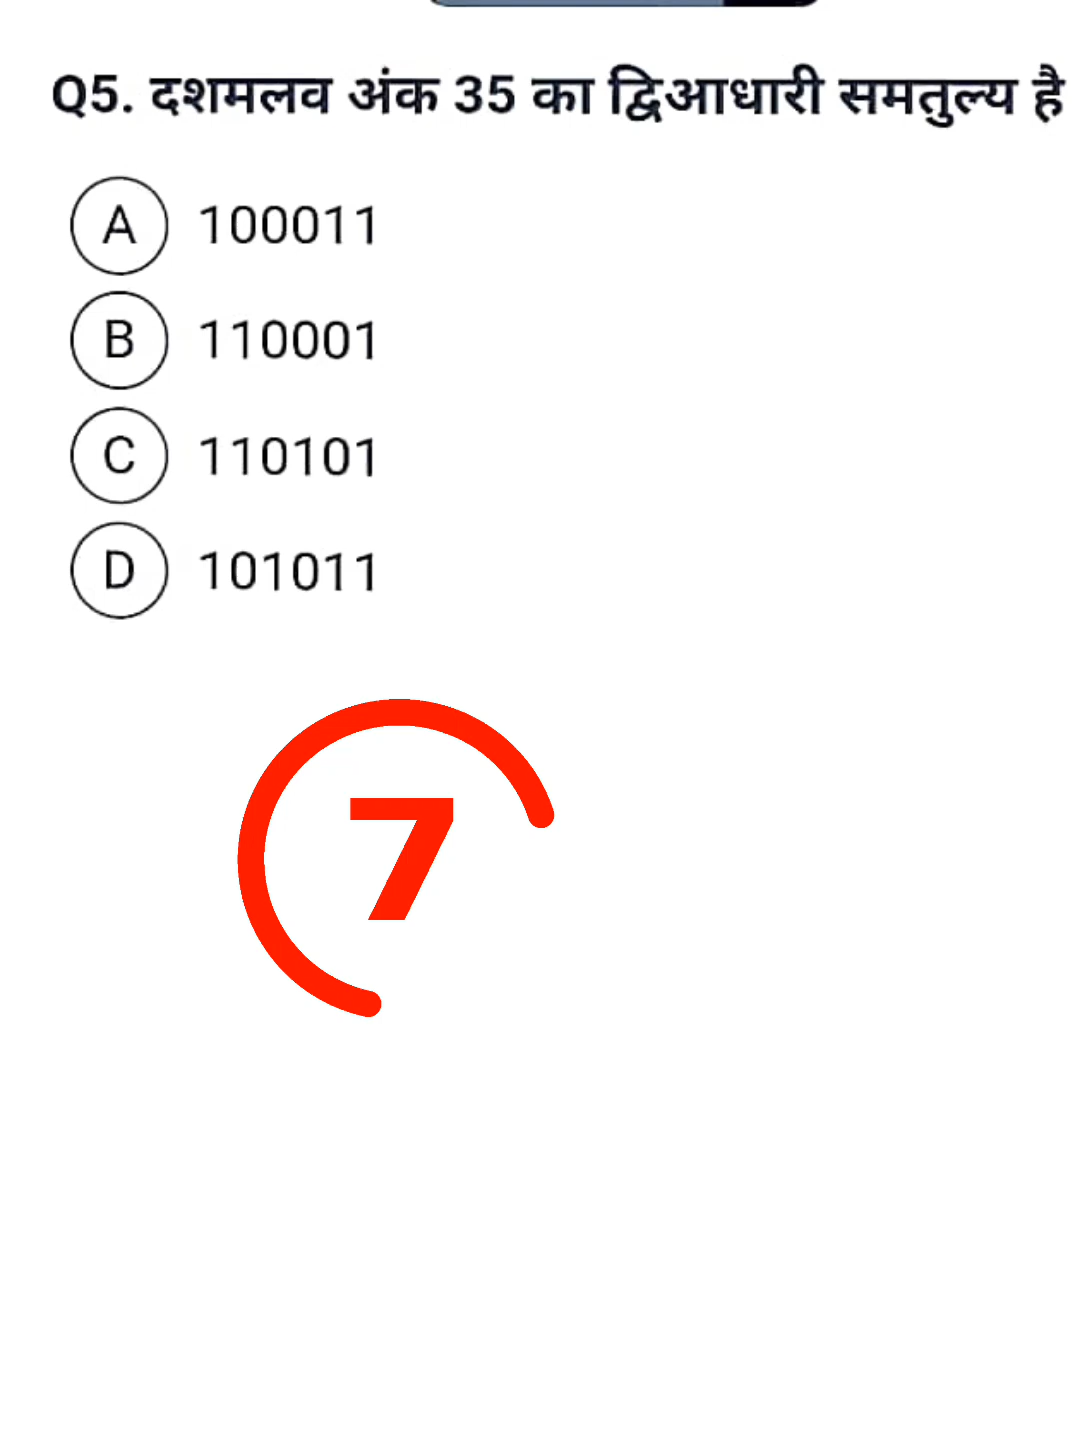 Q5. दशमलव अंक 35 का द्विआधारी समतुल्य है
A 100011
B 110001
C 110101
D 101011
7